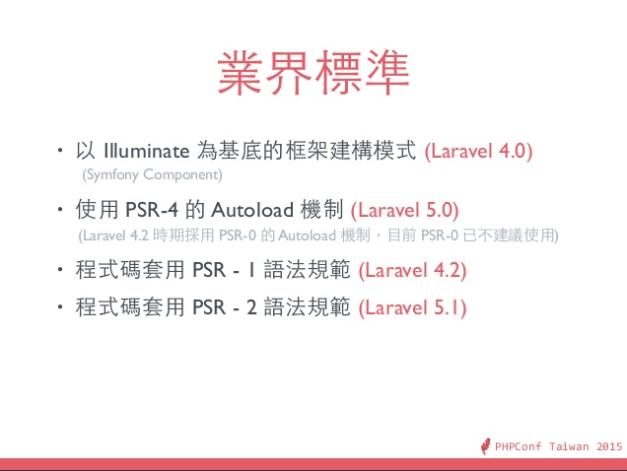 業界標準
• 以 Illuminate 為基底的框架建構模式 (Laravel 4.0)
(Symfony Component)
• 使用 PSR-4 的 Autoload 機制 (Laravel 5.0)
(Laravel 4.2 時期採用 PSR-0 的 Autoload 機制，目前 PSR-0 已不建議使用)
• 程式碼套用 PSR - 1 語法規範 (Laravel 4.2)
• 程式碼套用 PSR - 2 語法規範 (Laravel 5.1)
PHPConf Taiwan 2015